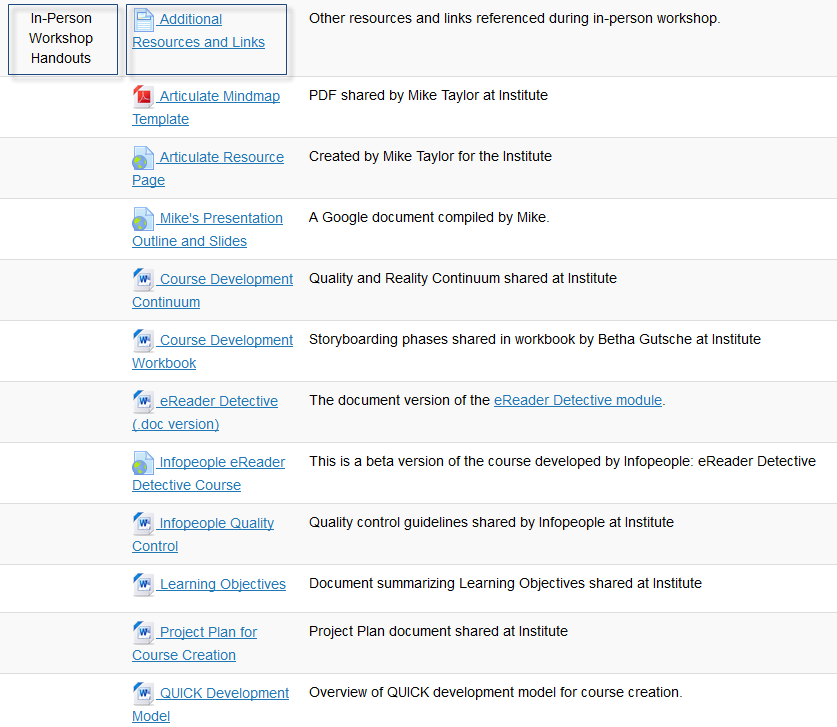 In-Person
Workshop
Handouts
Additional
Resources and Links
Other resources and links referenced during in-person workshop.
Articulate Mindmap
Template
PDF shared by Mike Taylor at Institute
Articulate Resource
Page
Created by Mike Taylor for the Institute
Mike's Presentation
Outline and Slides
A Google document compiled by Mike.
Course Development
Continuum
Quality and Reality Continuum shared at Institute
Course Development
Workbook
Storyboarding phases shared in workbook by Betha Gutsche at Institute
eReader Detective
(.doc version)
The document version of the eReader Detective module.
Infopeople eReader
Detective Course
This is a beta version of the course developed by Infopeople: eReader Detective
Infopeople Quality
Control
Quality control guidelines shared by Infopeople at Institute
Learning Objectives
Document summarizing Learning Objectives shared at Institute
Project Plan for
Course Creation
Project Plan document shared at Institute
QUICK Development
Model
Overview of QUICK development model for course creation.